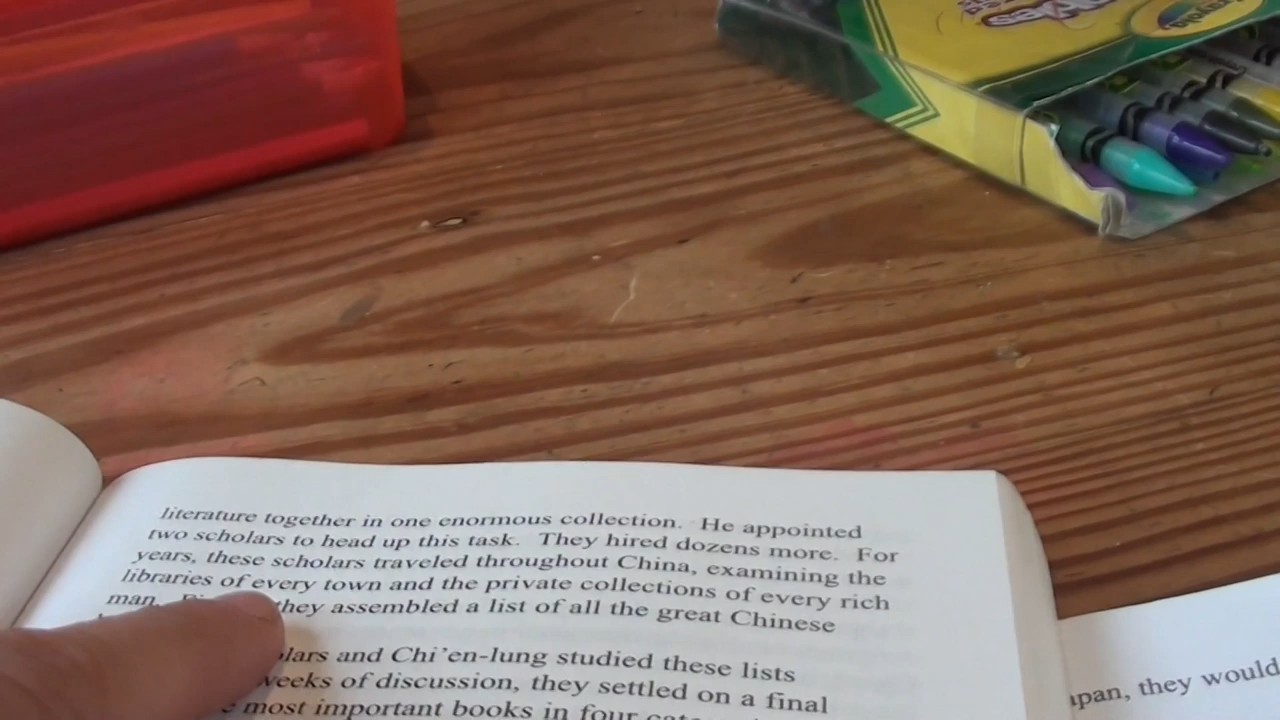 literature together in one enormous collection. He appointed
two scholars to head up this task. They hired dozens more. For
years, these scholars traveled throughout China, examining the
libraries of every town and the private collections of every rich
man. they assembled a list of all the great Chinese
and Chi'en-lung studied these lists
weeks of discussion, they settled on a final
most important books in four
they would
Crayola